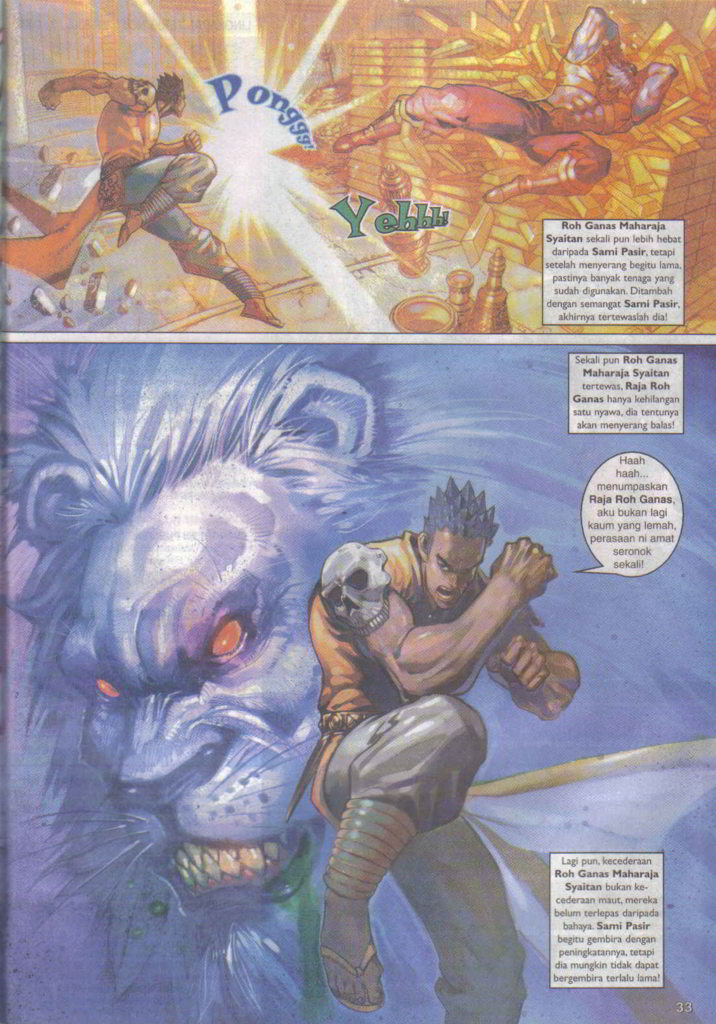 Ponggg!
Yehhh!
Roh Ganas Maharaja
Syaitan sekali pun lebih hebat
daripada Sami Pasir, tetapi
setelah menyerang begitu lama,
pastinya banyak tenaga yang
sudah digunakan. Ditambah
dengan semangat Sami Pasir,
akhirnya tertewaslah dia!
Sekali pun Roh Ganas
Maharaja Syaitan
tertewas, Raja Roh
Ganas hanya kehilangan
satu nyawa, dia tentunya
akan menyerang balas!
Haah
haah...
menumpaskan
Raja Roh Ganas,
aku bukan lagi
kaum yang lemah,
perasaan ni amat
seronok
sekali!
Lagi pun, kecederaan
Roh Ganas Maharaja
Syaitan bukan ke-
cederaan maut, mereka
belum terlepas daripada
bahaya. Sami Pasir
begitu gembira dengan
peningkatannya, tetapi
dia mungkin tidak dapat
bergembira terlalu lama!
33